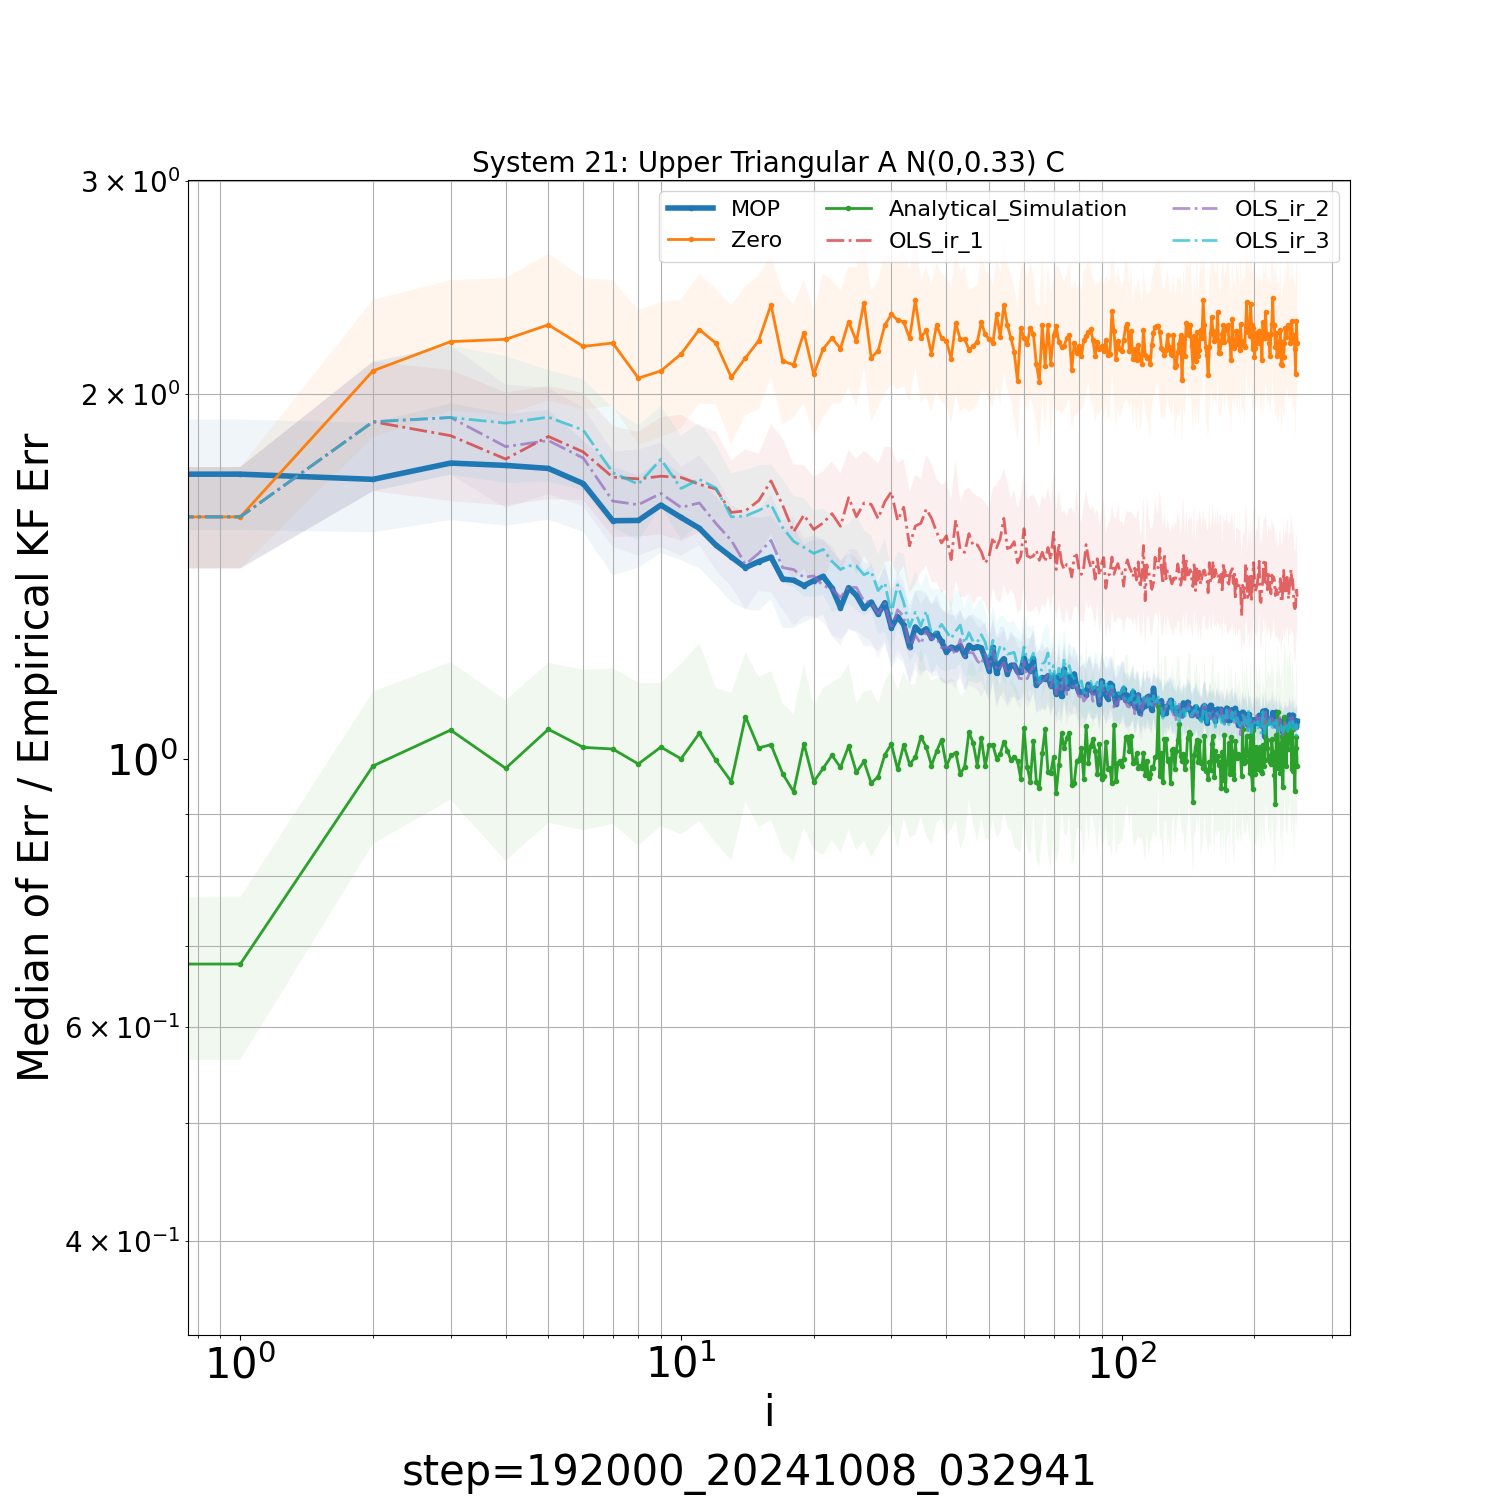 System 21: Upper Triangular A N(0,0.33) C
MOP
Zero
Analytical_Simulation
OLS_ir_1
OLS_ir_2
OLS_ir_3
Median of Err / Empirical KF Err
3 × 10⁰
2 × 10⁰
10⁰
6 × 10⁻¹
4 × 10⁻¹
10⁰
10¹
10²
i
step=192000_20241008_032941